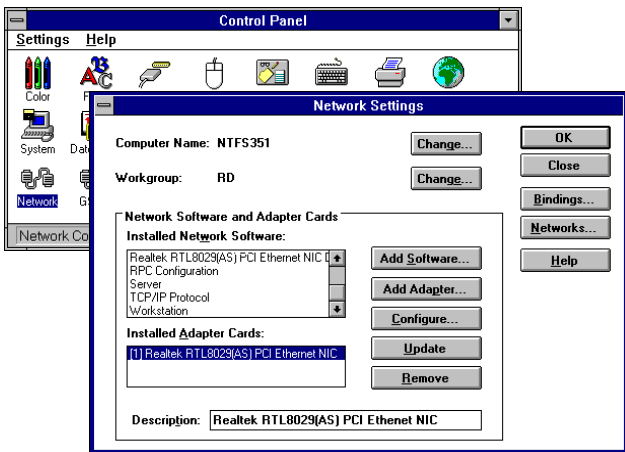 Control Panel
Settings Help
Color
System
Network
Network Co
Network Settings
Computer Name: NTFS351
Change...
OK
Close
Workgroup: RD
Change...
Bindings...
Networks...
Help
Network Software and Adapter Cards
Installed Network Software:
Realtek RTL8029(AS) PCI Ethernet NIC D
RPC Configuration
Server
TCP/IP Protocol
Workstation
Add Software...
Add Adapter...
Configure...
Update
Remove
Installed Adapter Cards:
[1] Realtek RTL8029(AS) PCI Ethernet NIC
Description: Realtek RTL8029(AS) PCI Ethenet NIC